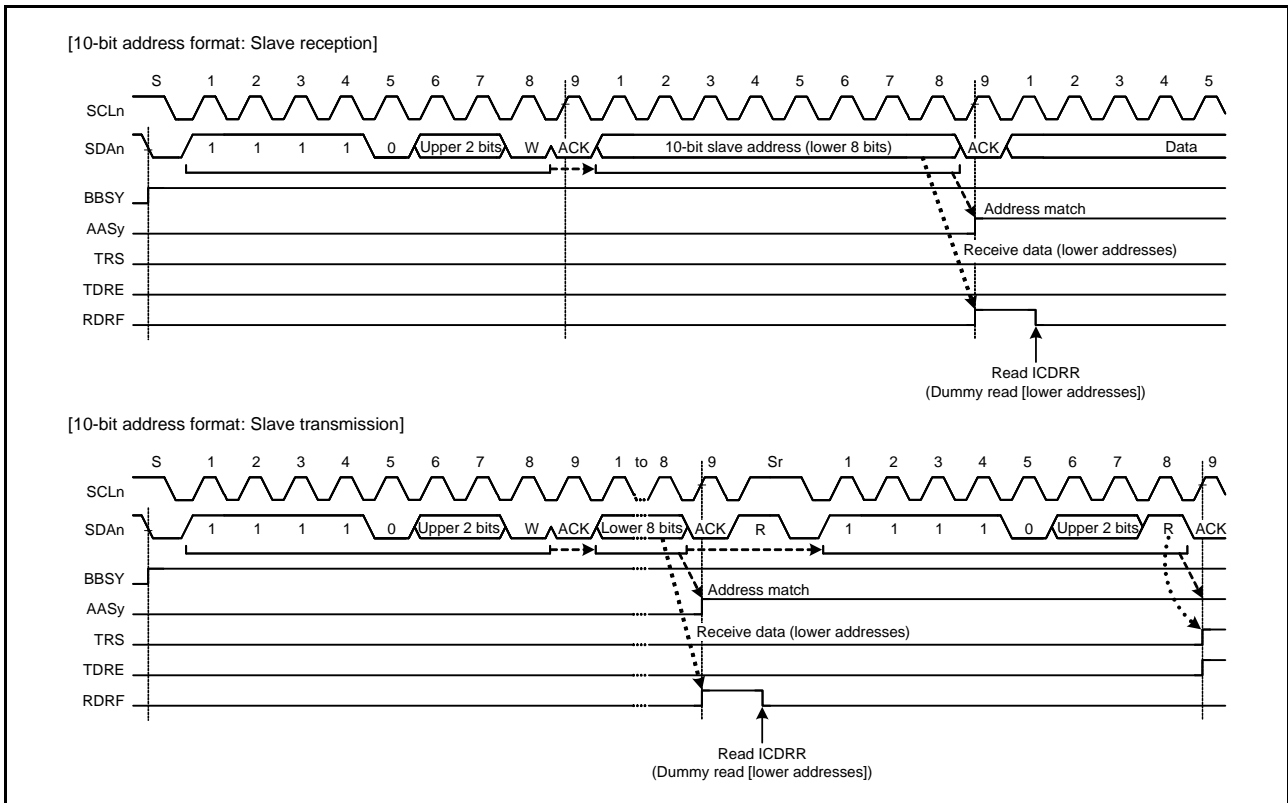 [10-bit address format: Slave reception]
S 1 2 3 4 5 6 7 8 9 1 2 3 4 5 6 7 8 9 1 2 3 4 5
SCLn
SDAn 1 1 1 1 0 Upper 2 bits W ACK 10-bit slave address (lower 8 bits) ACK Data
BBSY
Address match
AASy
Receive data (lower addresses)
TRS
TDRE
RDRF
Read ICDRR
(Dummy read [lower addresses])
[10-bit address format: Slave transmission]
S 1 2 3 4 5 6 7 8 9 1 to 8 9 Sr 1 2 3 4 5 6 7 8 9
SCLn
SDAn 1 1 1 1 0 Upper 2 bits W ACK Lower 8 bits ACK R 1 1 1 1 0 Upper 2 bits R ACK
BBSY
Address match
AASy
Receive data (lower addresses)
TRS
TDRE
RDRF
Read ICDRR
(Dummy read [lower addresses])